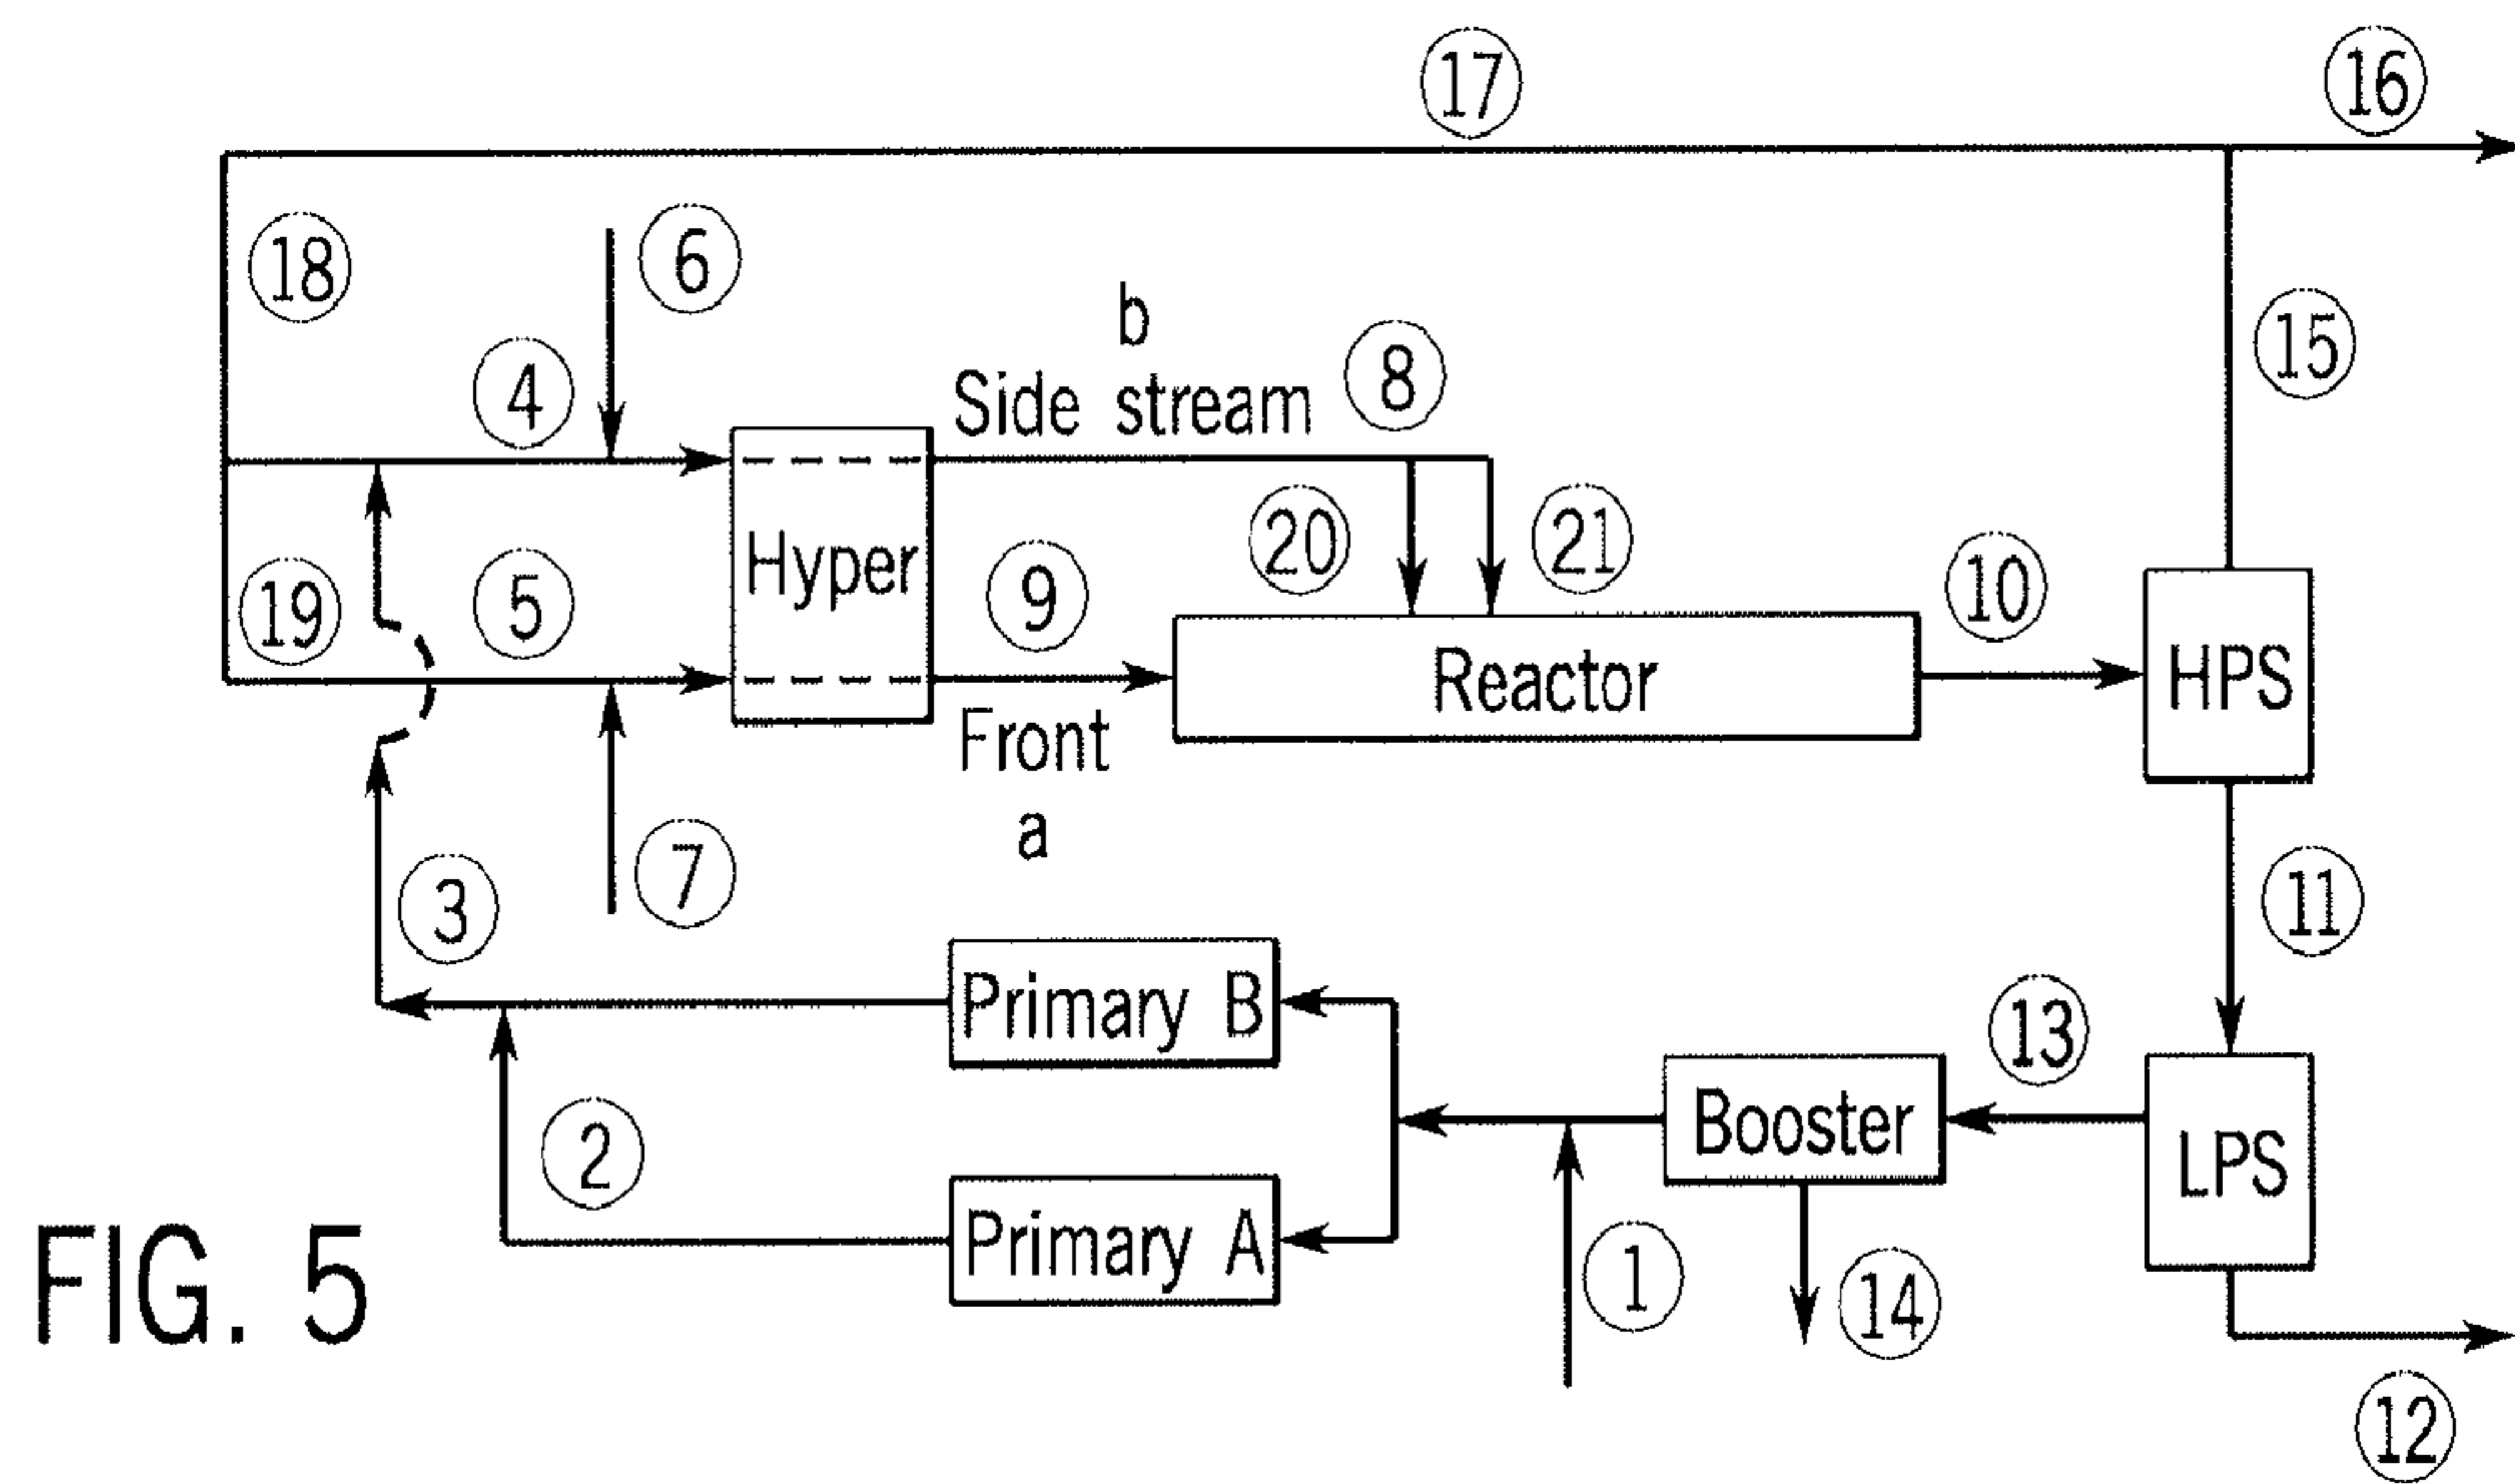 17
16
18
6
b
8
15
4
Side stream
20
21
10
Hyper
9
19
5
Reactor
HPS
Front
a
7
3
11
Primary B
13
2
Booster
LPS
Primary A
1
14
FIG. 5
12